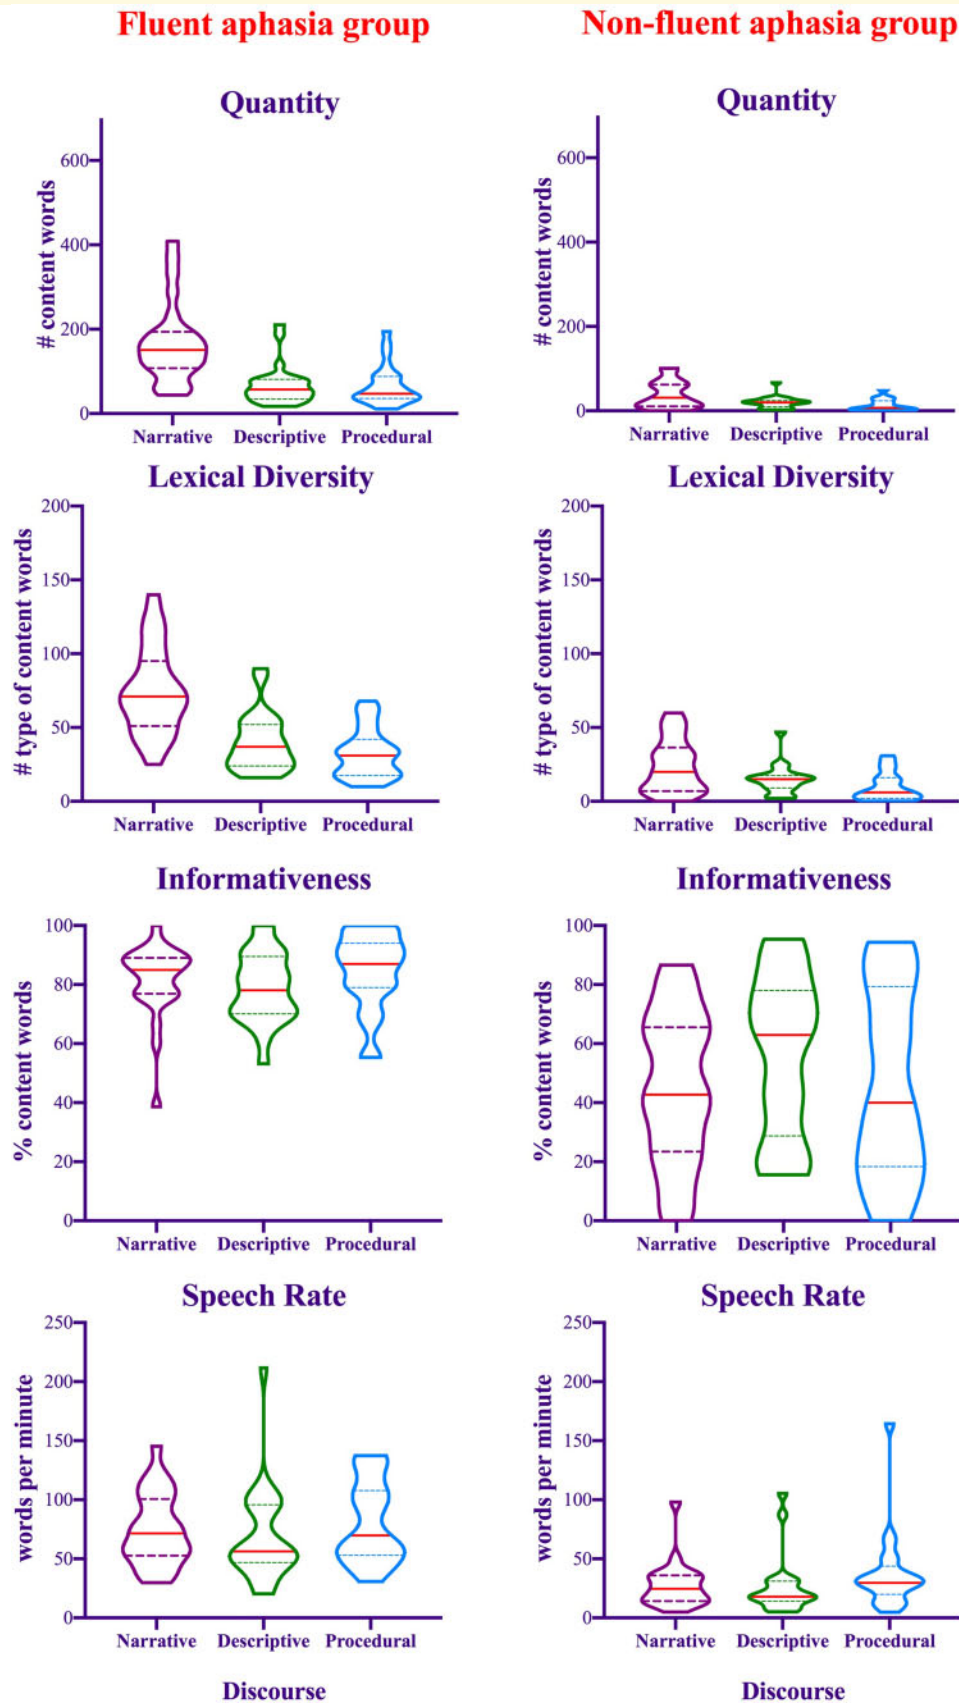 Fluent aphasia group
Non-fluent aphasia group
Quantity
# content words
600
400
200
0
Narrative Descriptive Procedural
Quantity
# content words
600
400
200
0
Narrative Descriptive Procedural
Lexical Diversity
# type of content words
200
150
100
50
0
Narrative Descriptive Procedural
Lexical Diversity
# type of content words
200
150
100
50
0
Narrative Descriptive Procedural
Informativeness
% content words
100
80
60
40
20
0
Narrative Descriptive Procedural
Informativeness
% content words
100
80
60
40
20
0
Narrative Descriptive Procedural
Speech Rate
words per minute
250
200
150
100
50
0
Narrative Descriptive Procedural
Discourse
Speech Rate
words per minute
250
200
150
100
50
0
Narrative Descriptive Procedural
Discourse